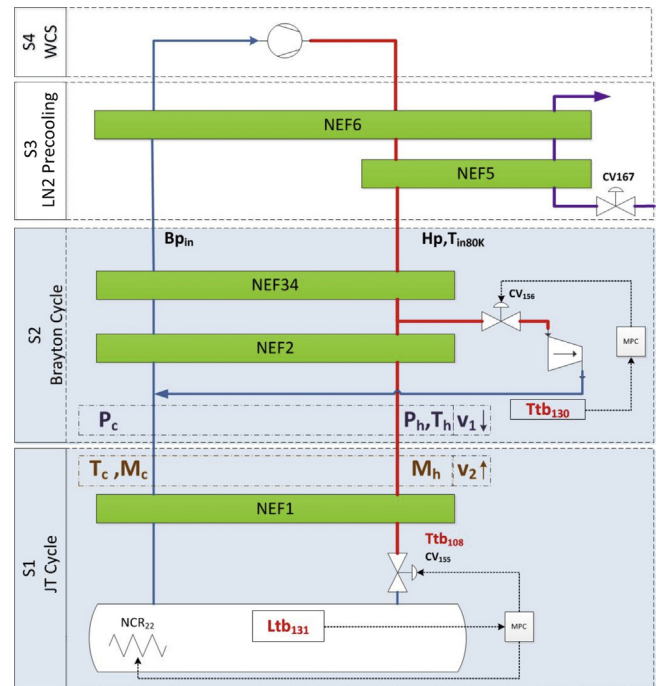 S4
WCS
S3
LN2 Precooling
NEF6
NEF5
CV167
S2
Brayton Cycle
Bpin
Hp,Tin80K
NEF34
CV156
NEF2
MPC
Ttb130
Pc
Ph,Th v1↓
Tc ,Mc
Mh v2↑
S1
JT Cycle
NEF1
Ttb108
CV155
NCR22
Ltb131
MPC